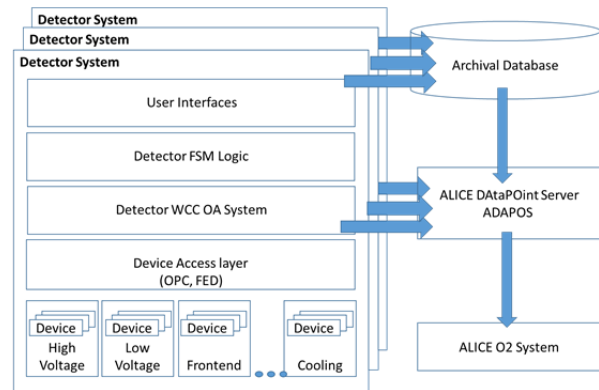 Detector System
Detector System
Detector System
User Interfaces
Detector FSM Logic
Detector WCC OA System
Device Access layer
(OPC, FED)
Device
High
Voltage
Device
Low
Voltage
Device
Frontend
Device
Cooling
Archival Database
ALICE DAtaPOint Server
ADAPOS
ALICE O2 System